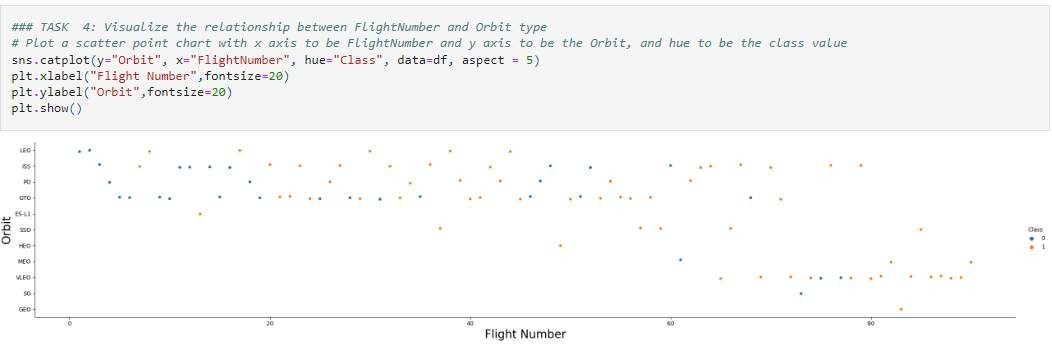 ### TASK  4: Visualize the relationship between FlightNumber and Orbit type
# Plot a scatter point chart with x axis to be FlightNumber and y axis to be the Orbit, and hue to be the class value
sns.catplot(y="Orbit", x="FlightNumber", hue="Class", data=df, aspect = 5)
plt.xlabel("Flight Number",fontsize=20)
plt.ylabel("Orbit",fontsize=20)
plt.show()
Orbit
LEO
ISS
PO
GTO
ES-L1
SSO
HEO
MEO
VLEO
SO
GEO
0 20 40 60 80
Flight Number
Class
0
1